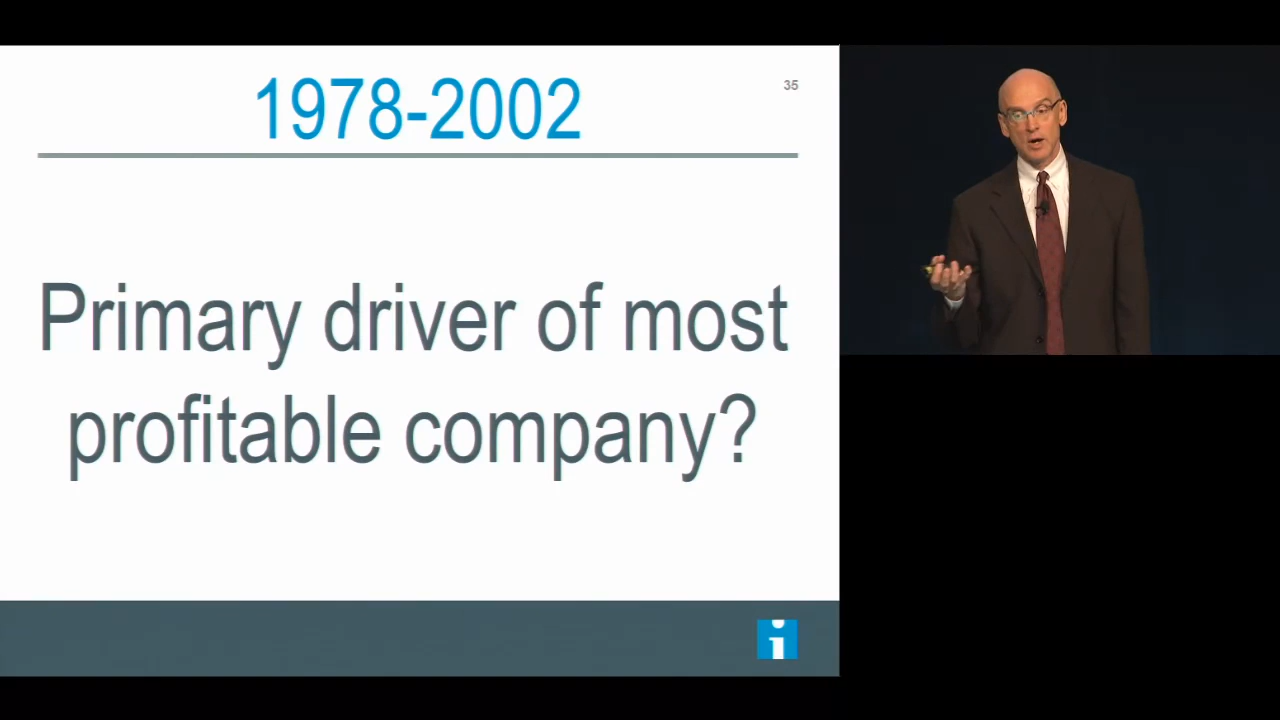 1978-2002
35
Primary driver of most
profitable company?
i